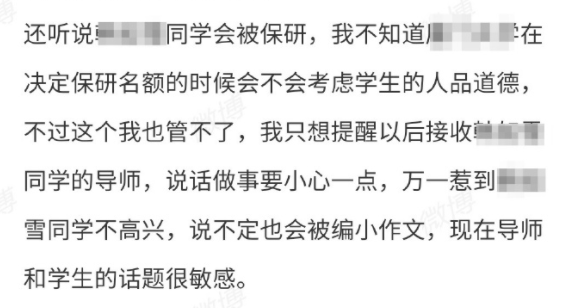 还听说同学会被保研，我不知道在
决定保研名额的时候会不会考虑学生的人品道德，
不过这个我也管不了，我只想提醒以后接收
同学的导师，说话做事要小心一点，万一惹到
雪同学不高兴，说不定也会被编小作文，现在导师
和学生的话题很敏感。